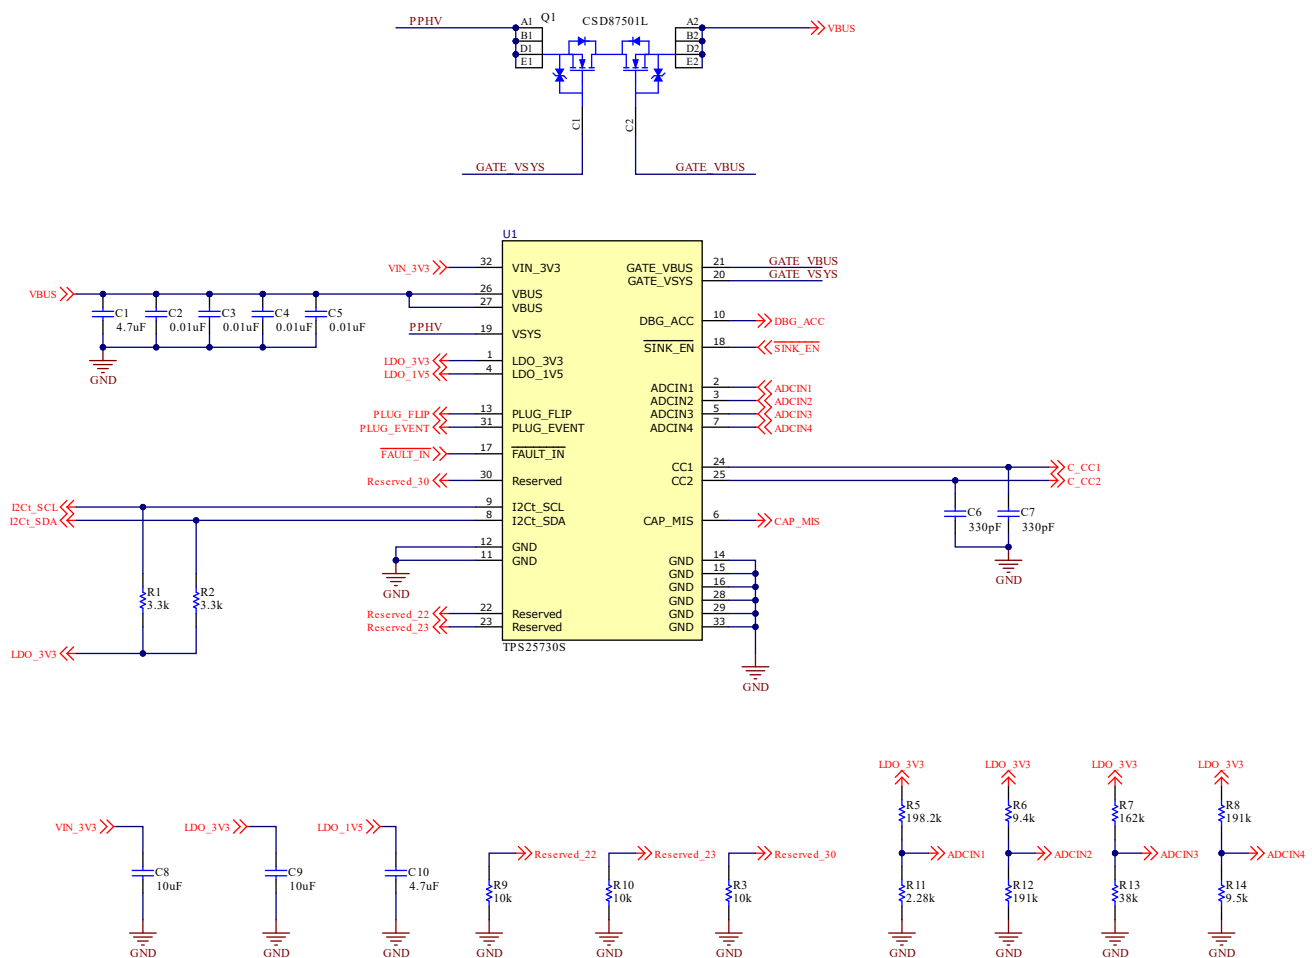 PPHV
A1
B1
D1
E1
Q1
CSD87501L
A2
B2
D2
E2
VBUS
C1
C2
GATE_VSYS
GATE_VBUS
U1
VIN_3V3 32 VIN_3V3
GATE_VBUS 21 GATE_VBUS
GATE_VSYS 20 GATE_VSYS
VBUS 26 VBUS
27 VBUS
C1 4.7uF
C2 0.01uF
C3 0.01uF
C4 0.01uF
C5 0.01uF
GND
PPHV 19 VSYS
DBG_ACC 10 DBG_ACC
SINK_EN 18 SINK_EN
LDO_3V3 1 LDO_3V3
LDO_1V5 4 LDO_1V5
ADCIN1 2 ADCIN1
ADCIN2 3 ADCIN2
ADCIN3 5 ADCIN3
ADCIN4 7 ADCIN4
PLUG_FLIP 13 PLUG_FLIP
PLUG_EVENT 31 PLUG_EVENT
FAULT_IN 17 FAULT_IN
Reserved_30 30 Reserved
CC1 24 C_CC1
CC2 25 C_CC2
I2Ct_SCL 9 I2Ct_SCL
I2Ct_SDA 8 I2Ct_SDA
CAP_MIS 6 CAP_MIS
C6 330pF
C7 330pF
GND
12 GND
11 GND
GND
GND 14
GND 15
GND 16
GND 28
GND 29
GND 33
R1 3.3k
R2 3.3k
Reserved_22 22 Reserved
Reserved_23 23 Reserved
LDO_3V3
TPS25730S
GND
VIN_3V3
C8
10uF
GND
LDO_3V3
C9
10uF
GND
LDO_1V5
C10
4.7uF
GND
Reserved_22
R9
10k
GND
Reserved_23
R10
10k
GND
Reserved_30
R3
10k
GND
LDO_3V3
R5
198.2k
ADCIN1
R11
2.28k
GND
LDO_3V3
R6
9.4k
ADCIN2
R12
191k
GND
LDO_3V3
R7
162k
ADCIN3
R13
38k
GND
LDO_3V3
R8
191k
ADCIN4
R14
9.5k
GND